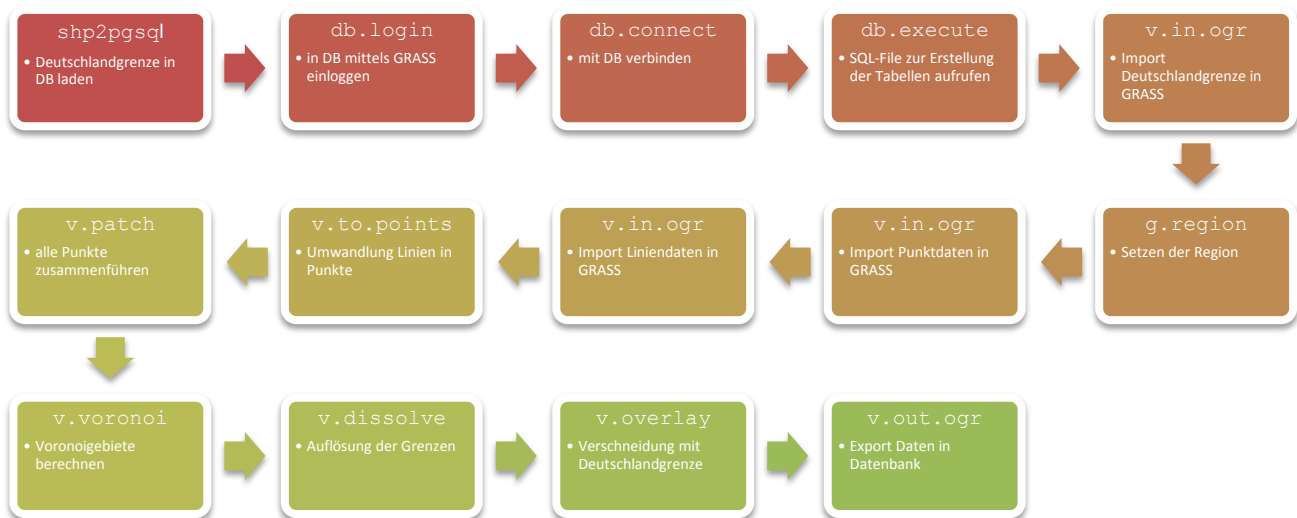 shp2pgsql
• Deutschlandgrenze in
DB laden
db.login
• in DB mittels GRASS
einloggen
db.connect
• mit DB verbinden
db.execute
• SQL-File zur Erstellung
der Tabellen aufrufen
v.in.ogr
• Import
Deutschlandgrenze in
GRASS
g.region
• Setzen der Region
v.in.ogr
• Import Punktdaten in
GRASS
v.in.ogr
• Import Liniendaten in
GRASS
v.to.points
• Umwandlung Linien in
Punkte
v.patch
• alle Punkte
zusammenführen
v.voronoi
• Voronoigebiete
berechnen
v.dissolve
• Auflösung der Grenzen
v.overlay
• Verschneidung mit
Deutschlandgrenze
v.out.ogr
• Export Daten in
Datenbank